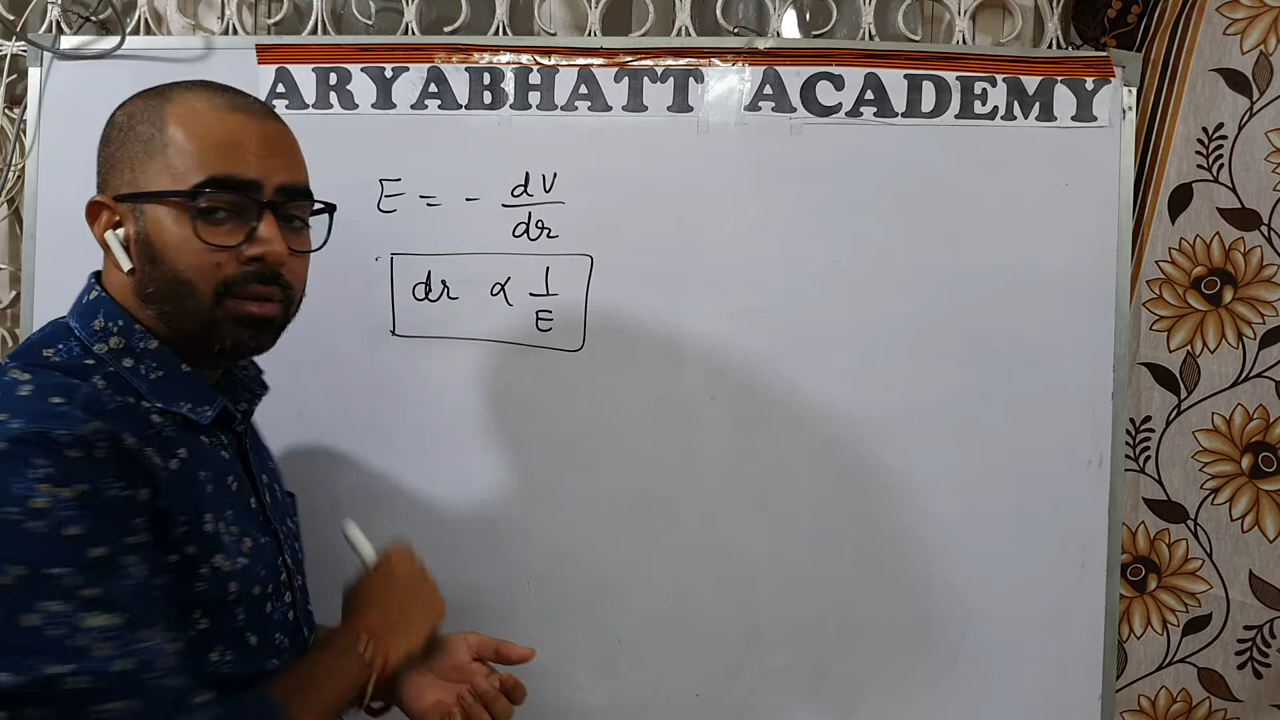 ARYABHATT ACADEMY
E = - dV/dr
dr ∝ 1/E